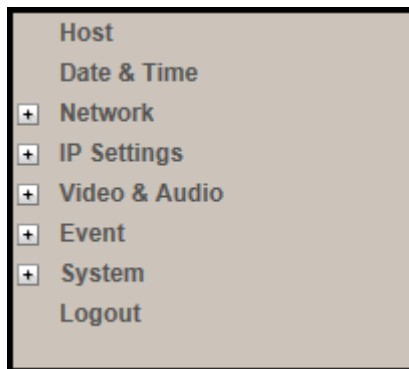 Host
Date & Time
Network
IP Settings
Video & Audio
Event
System
Logout